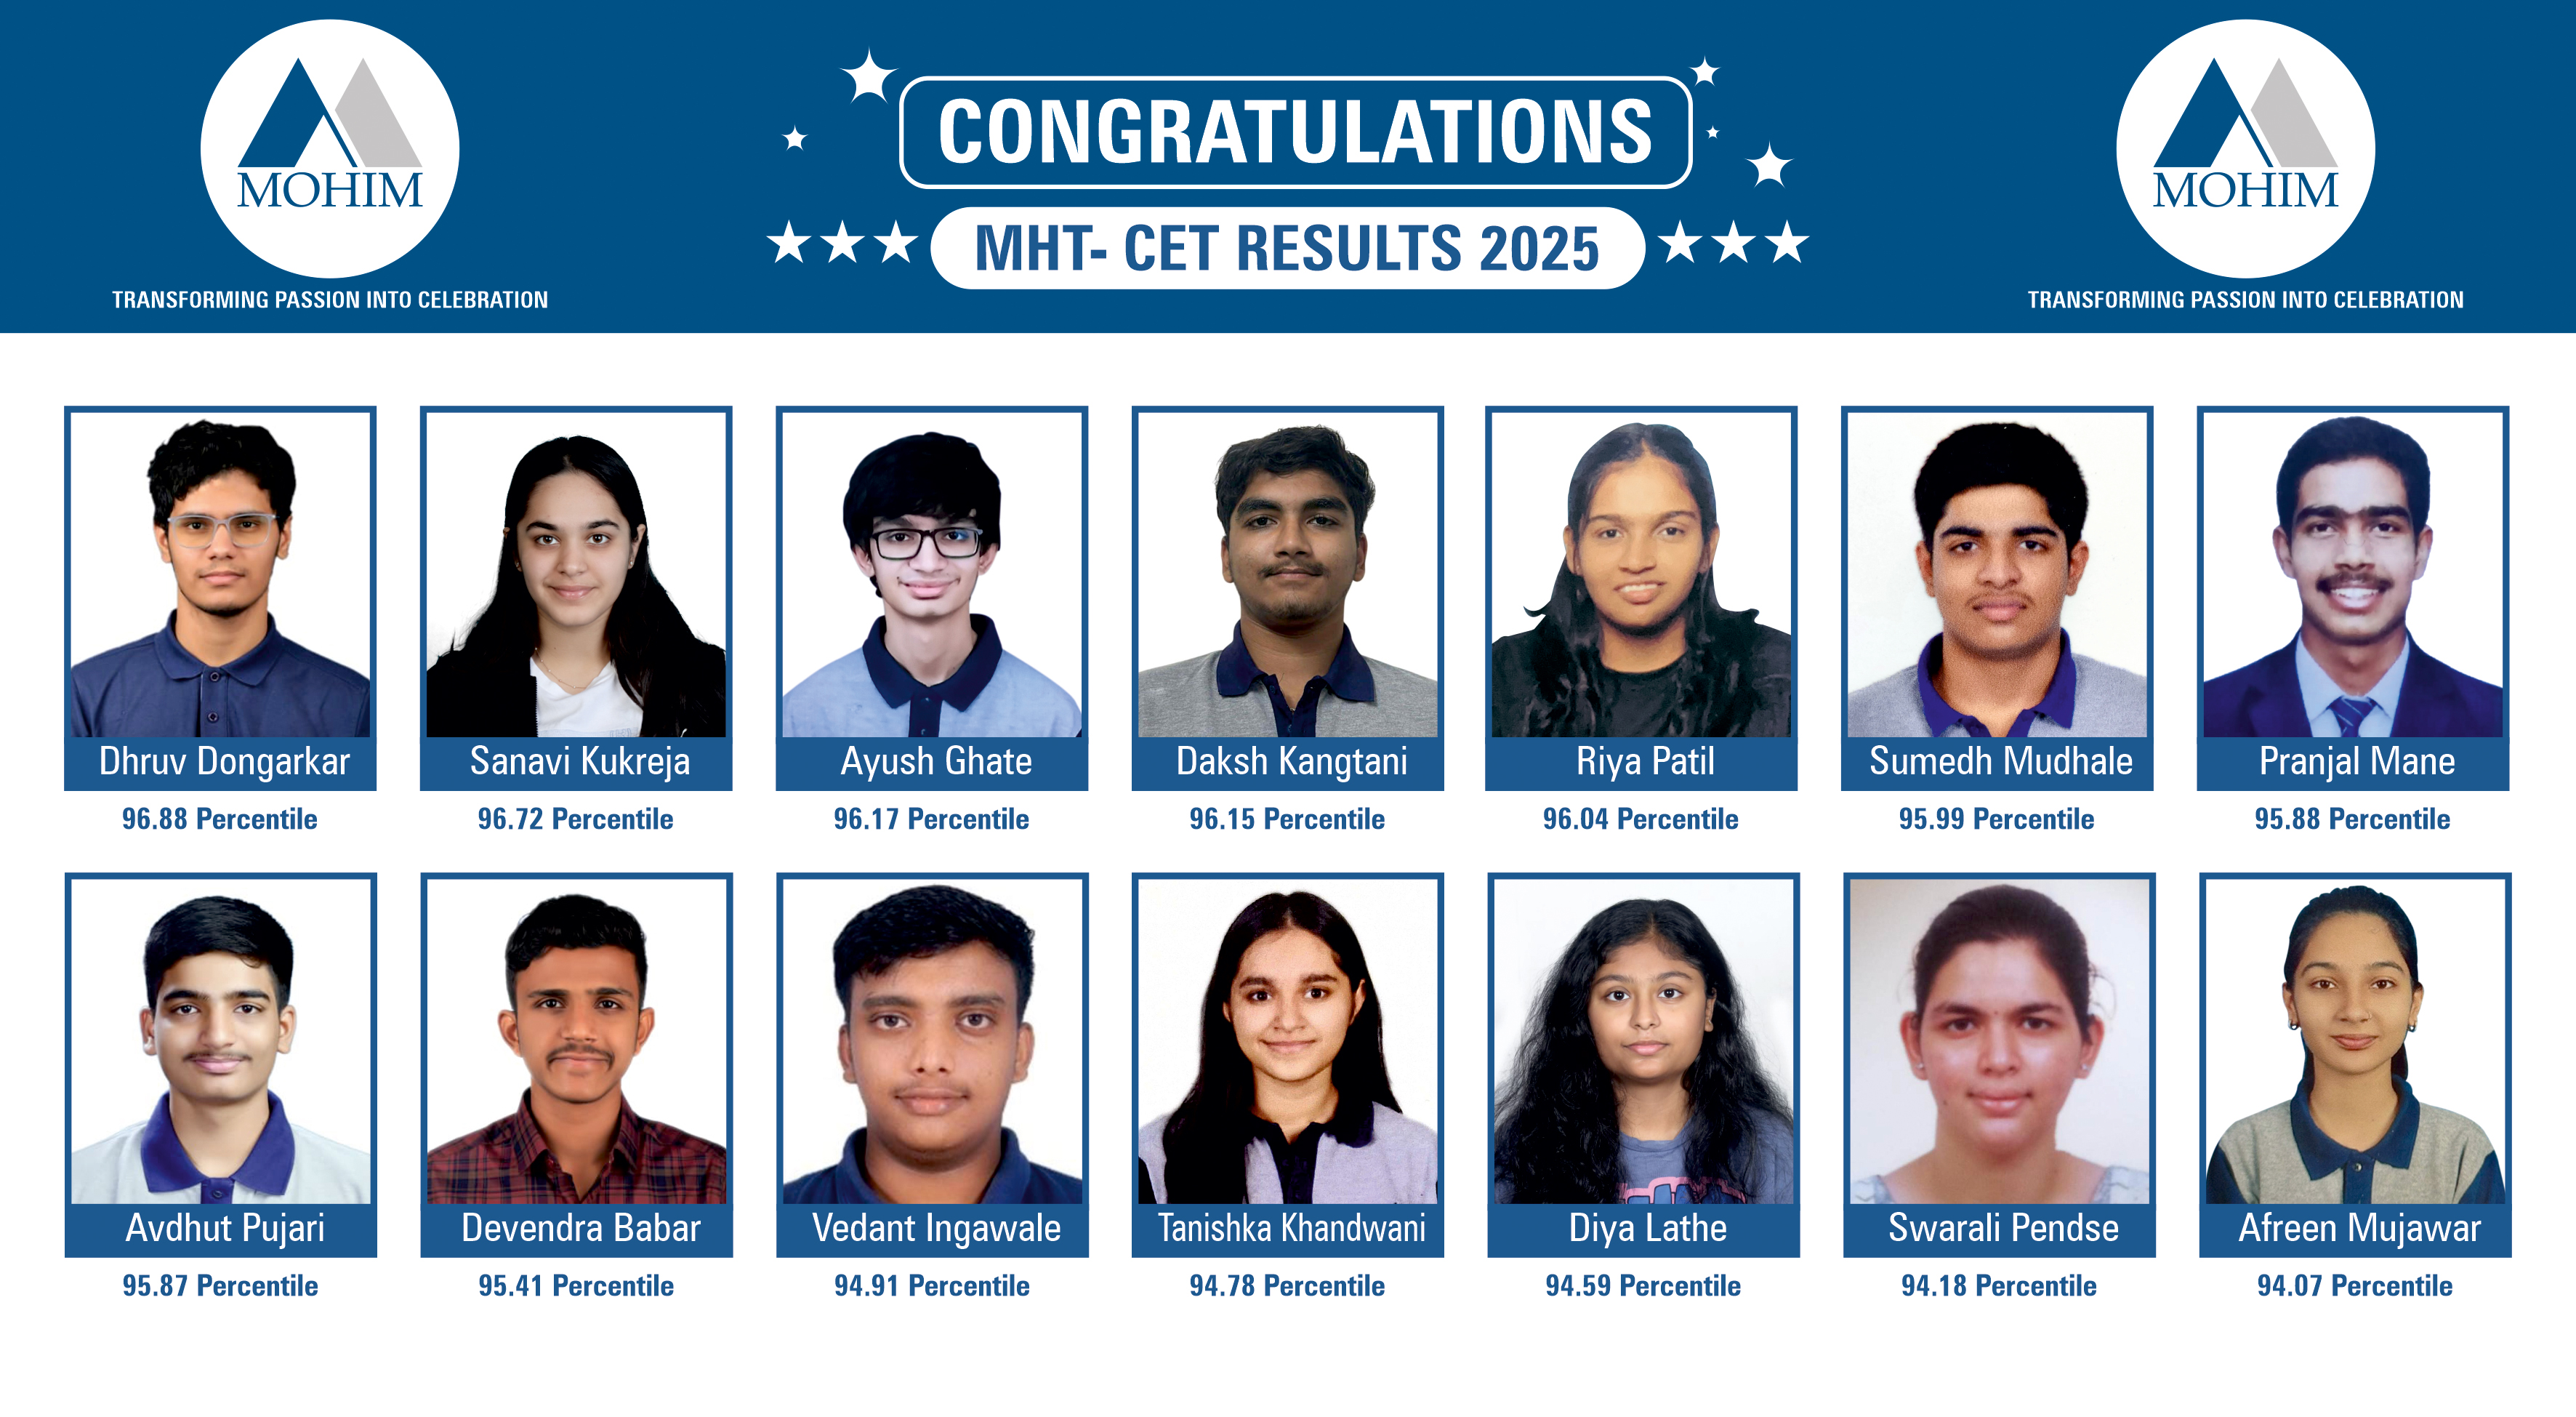 MOHIM
TRANSFORMING PASSION INTO CELEBRATION
CONGRATULATIONS
MHT- CET RESULTS 2025
MOHIM
TRANSFORMING PASSION INTO CELEBRATION
Dhruv Dongarkar
96.88 Percentile
Sanavi Kukreja
96.72 Percentile
Ayush Ghate
96.17 Percentile
Daksh Kangtani
96.15 Percentile
Riya Patil
96.04 Percentile
Sumedh Mudhale
95.99 Percentile
Pranjal Mane
95.88 Percentile
Avdhut Pujari
95.87 Percentile
Devendra Babar
95.41 Percentile
Vedant Ingawale
94.91 Percentile
Tanishka Khandwani
94.78 Percentile
Diya Lathe
94.59 Percentile
Swarali Pendse
94.18 Percentile
Afreen Mujawar
94.07 Percentile